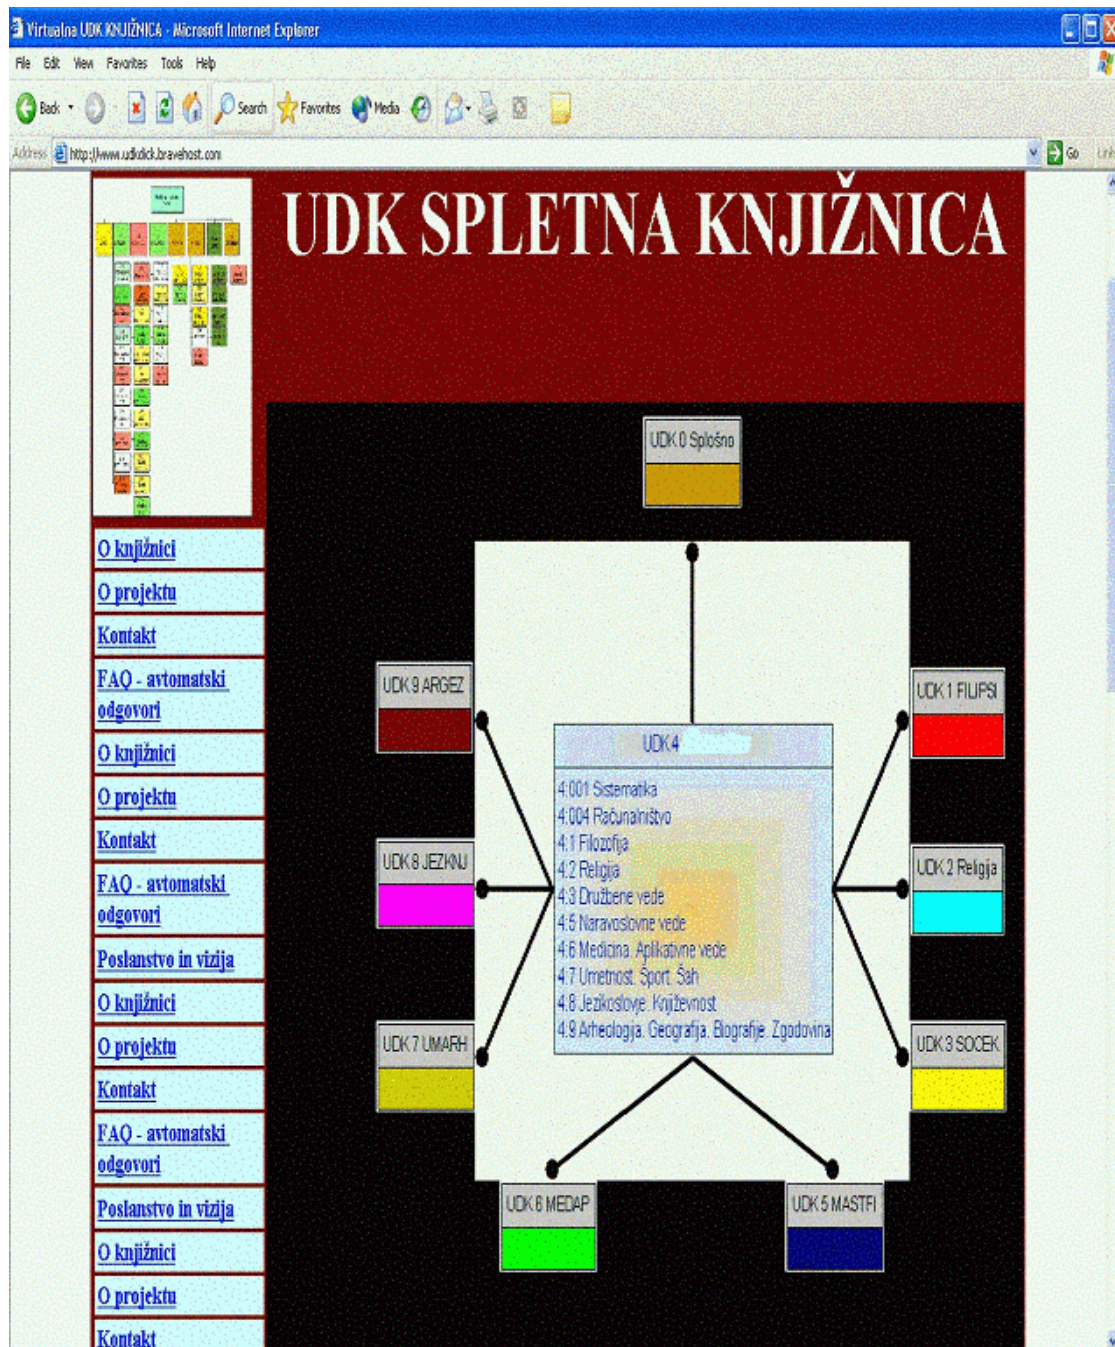 Virtualna UDK KNJIŽNICA - Microsoft Internet Explorer
File Edit View Favorites Tools Help
Back Search Favorites Media
Address http://www.udkdick.bravehost.com Go Links
UDK SPLETNA KNJIŽNICA
O knjižnici
O projektu
Kontakt
FAQ - avtomatski
odgovori
O knjižnici
O projektu
Kontakt
FAQ - avtomatski
odgovori
Poslanstvo in vizija
O knjižnici
O projektu
Kontakt
FAQ - avtomatski
odgovori
Poslanstvo in vizija
O knjižnici
O projektu
Kontakt
UDK 0 Splošno
UDK 9 ARGEZ
UDK 1 FILIPSI
UDK 4
4:001 Sistematika
4:004 Računalništvo
4:1 Filozofija
4:2 Religija
4:3 Družbene vede
4:5 Naravoslovne vede
4:6 Medicina. Aplikativne vede
4:7 Umetnost. Šport. Šah
4:8 Jezikoslovje. Književnost
4:9 Arheologija. Geografija. Biografije. Zgodovina
UDK 8 JEZKNJ
UDK 2 Religija
UDK 7 UMARH
UDK 3 SOCEK
UDK 6 MEDAP
UDK 5 MASTFI